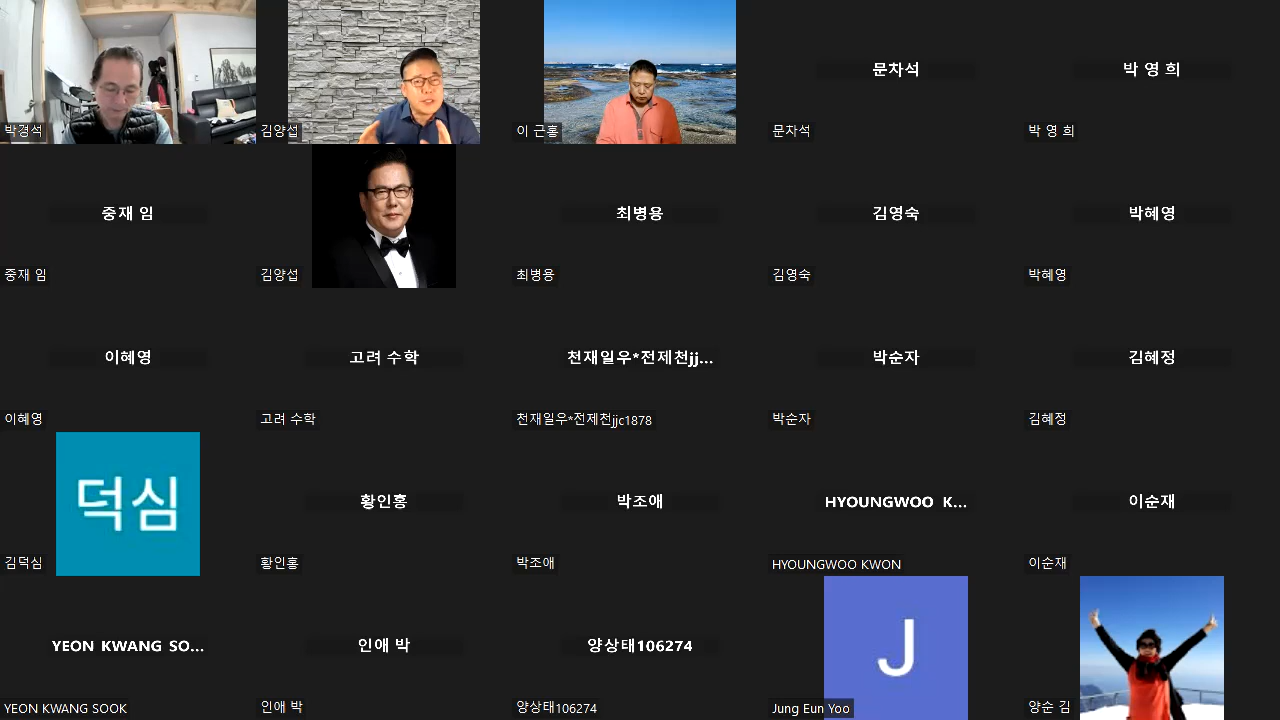 박경석
김양섭
이 근홍
문차석
문차석
박 영 희
박 영 희
중재 임
중재 임
김양섭
최병용
최병용
김영숙
김영숙
박혜영
박혜영
이혜영
이혜영
고려 수학
고려 수학
천재일우*전제천jj...
천재일우*전제천jjc1878
박순자
박순자
김혜정
김혜정
덕심
김덕심
황인홍
황인홍
박조애
박조애
HYOUNGWOO K...
HYOUNGWOO KWON
이순재
이순재
YEON KWANG SO...
YEON KWANG SOOK
인애 박
인애 박
양상태106274
양상태106274
J
Jung Eun Yoo
양순 김